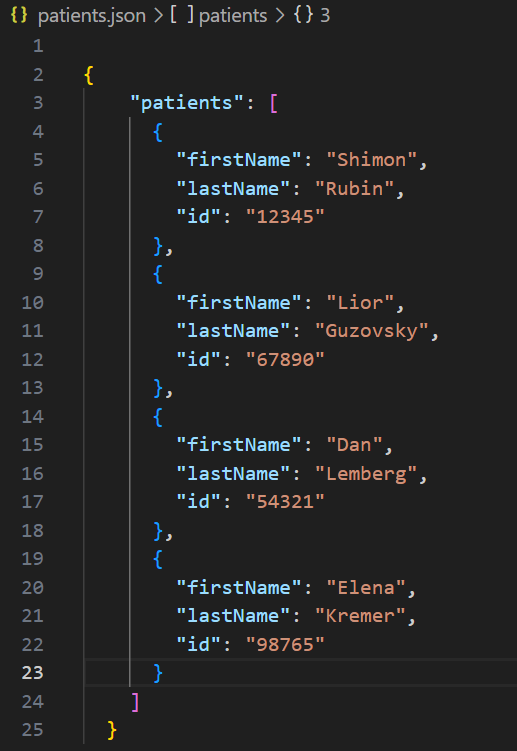 {} patients.json > [ ] patients > {} 3
1
2 {
3 "patients": [
4 {
5 "firstName": "Shimon",
6 "lastName": "Rubin",
7 "id": "12345"
8 },
9 {
10 "firstName": "Lior",
11 "lastName": "Guzovsky",
12 "id": "67890"
13 },
14 {
15 "firstName": "Dan",
16 "lastName": "Lemberg",
17 "id": "54321"
18 },
19 {
20 "firstName": "Elena",
21 "lastName": "Kremer",
22 "id": "98765"
23 }
24 ]
25 }